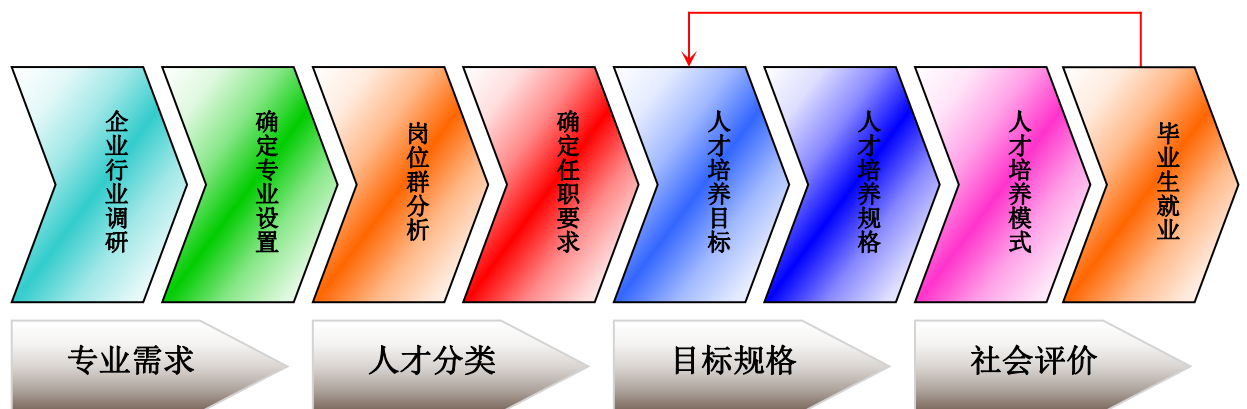 企业行业调研
确定专业设置
岗位群分析
确定任职要求
人才培养目标
人才培养规格
人才培养模式
毕业生就业
专业需求
人才分类
目标规格
社会评价